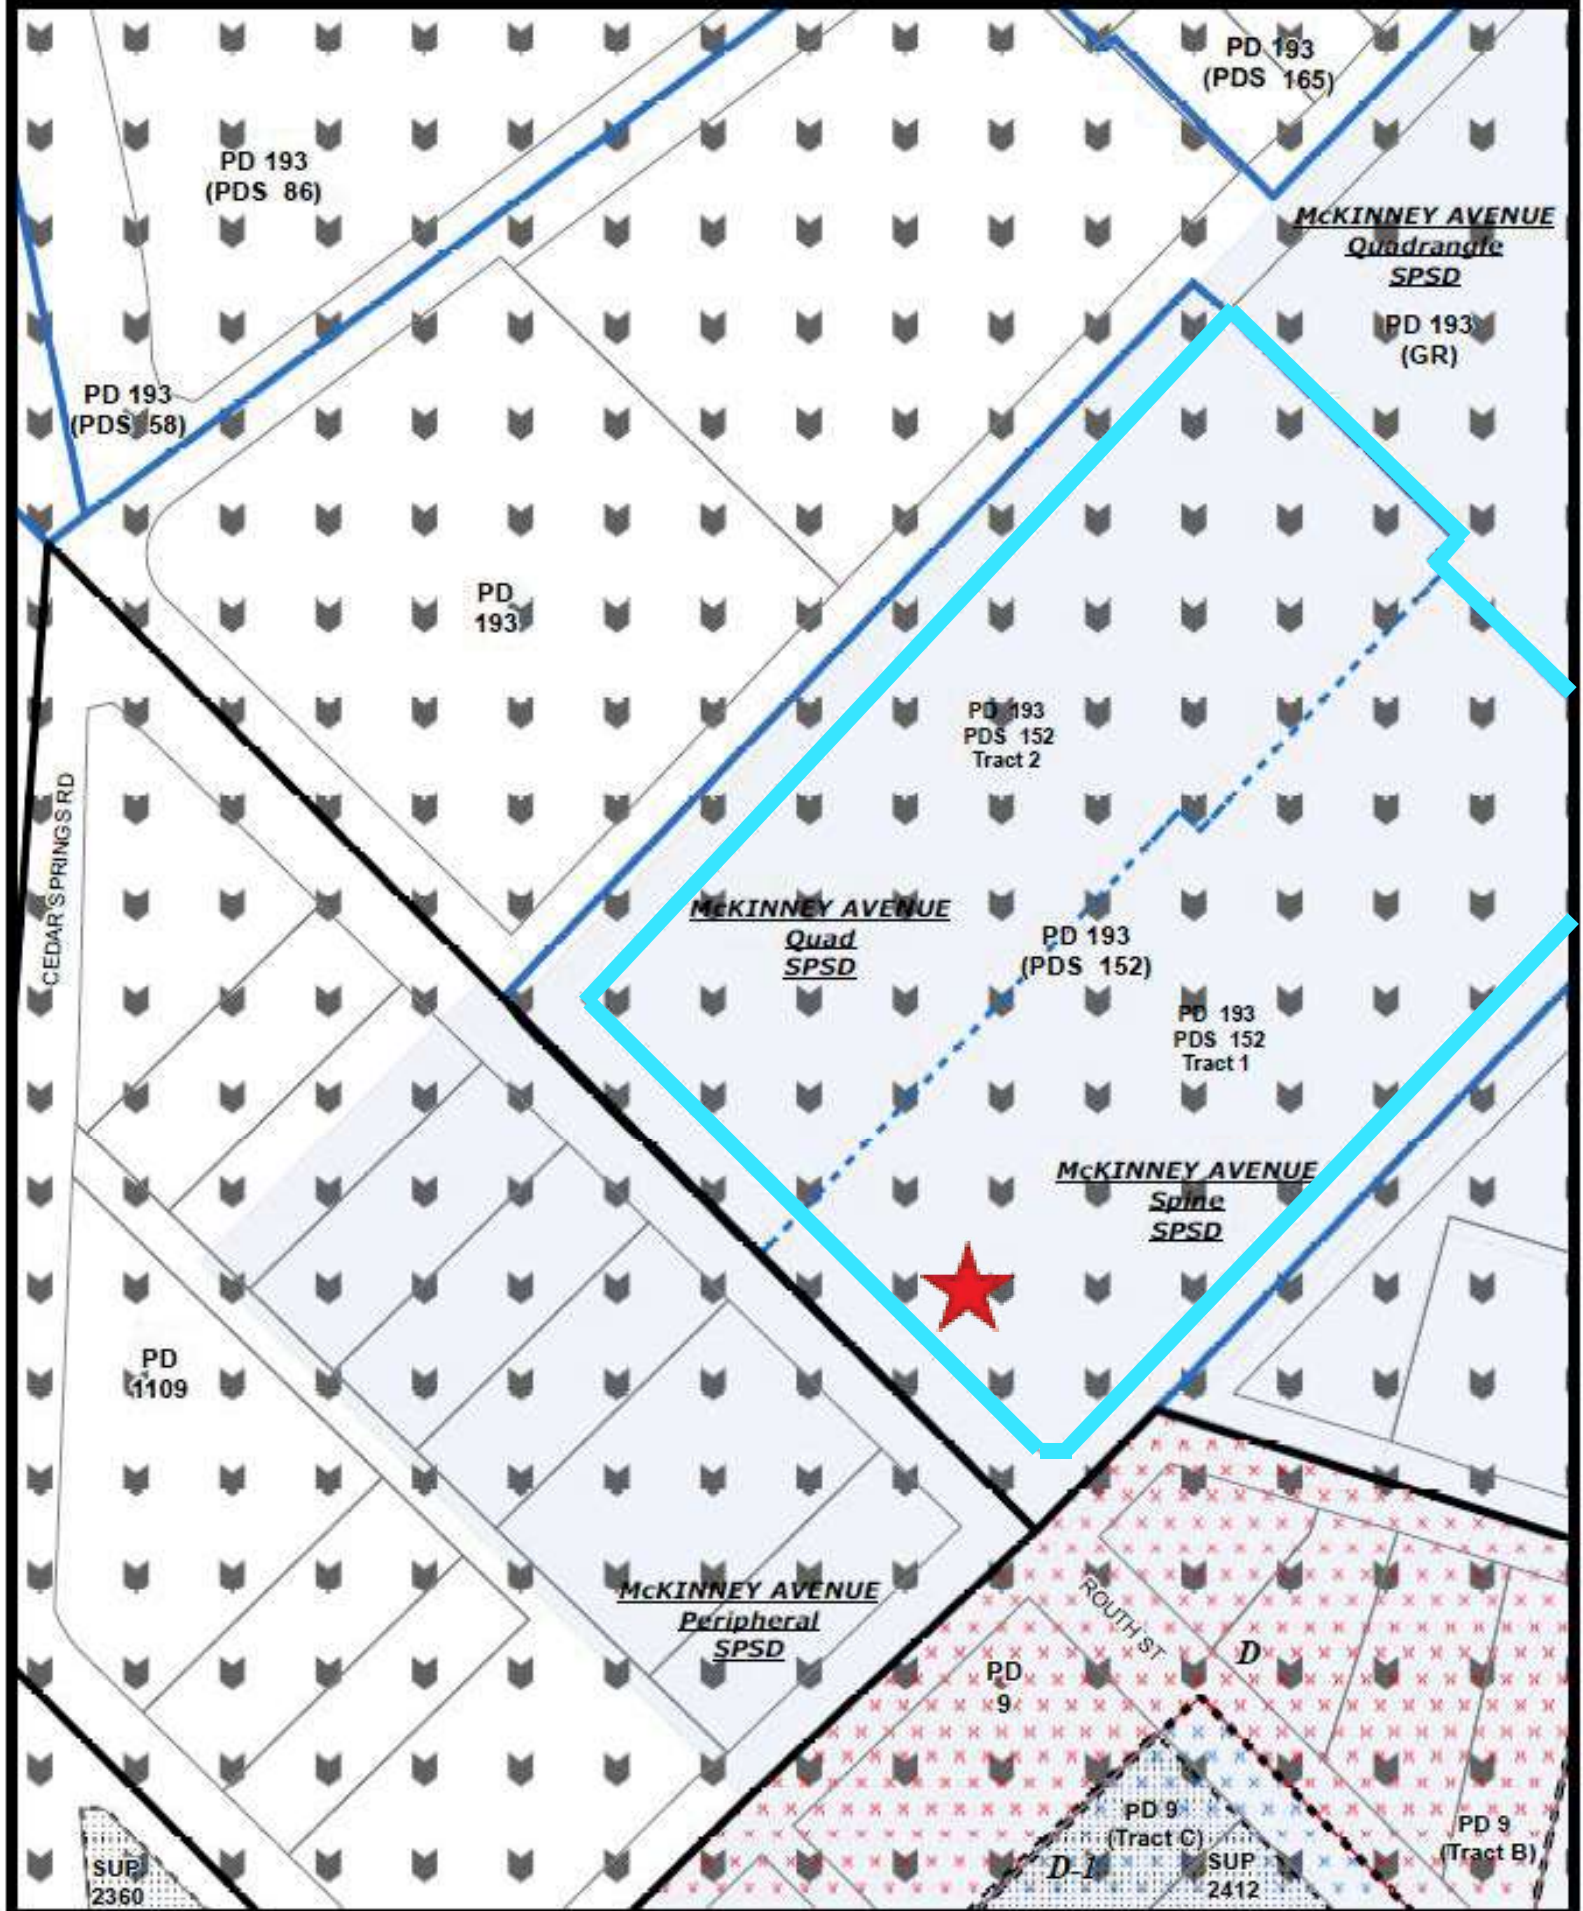 PD 193
(PDS 165)
PD 193
(PDS 86)
McKINNEY AVENUE
Quadrangle
SPSD
PD 193
(GR)
PD 193
(PDS 58)
PD
193
PD 193
PDS 152
Tract 2
CEDAR SPRINGS RD
McKINNEY AVENUE
Quad
SPSD
PD 193
(PDS 152)
PD 193
PDS 152
Tract 1
McKINNEY AVENUE
Spine
SPSD
PD
1109
McKINNEY AVENUE
Peripheral
SPSD
ROUTH ST
D
PD
9
PD 9
(Tract C)
D-1
SUP
2412
PD 9
(Tract B)
SUP
2360